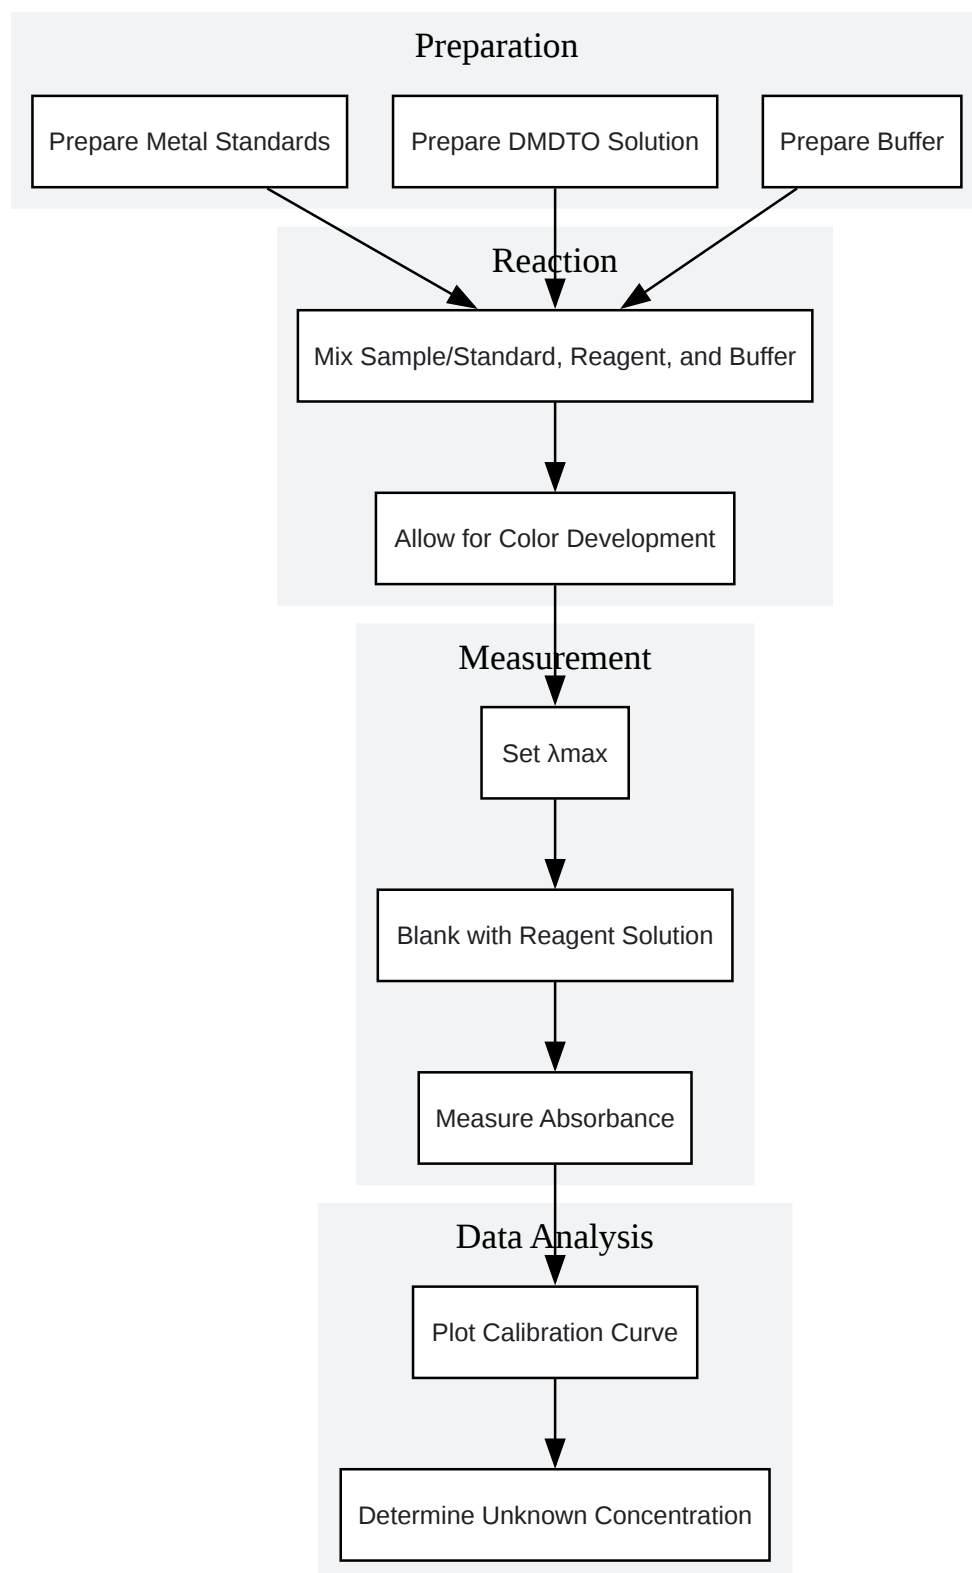 Preparation
Prepare Metal Standards
Prepare DMDTO Solution
Prepare Buffer
Reaction
Mix Sample/Standard, Reagent, and Buffer
Allow for Color Development
Measurement
Set λmax
Blank with Reagent Solution
Measure Absorbance
Data Analysis
Plot Calibration Curve
Determine Unknown Concentration